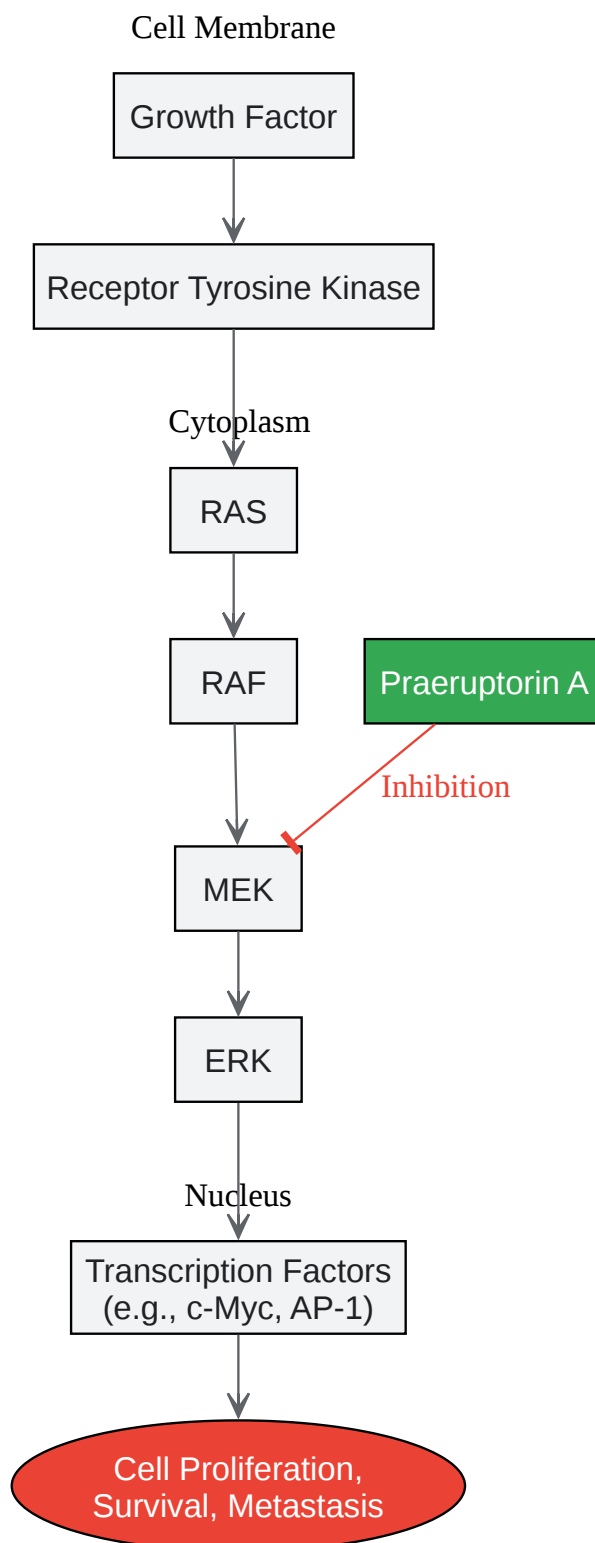 Cell Membrane
Growth Factor
Receptor Tyrosine Kinase
Cytoplasm
RAS
RAF
Praeruptorin A
Inhibition
MEK
ERK
Nucleus
Transcription Factors
(e.g., c-Myc, AP-1)
Cell Proliferation,
Survival, Metastasis